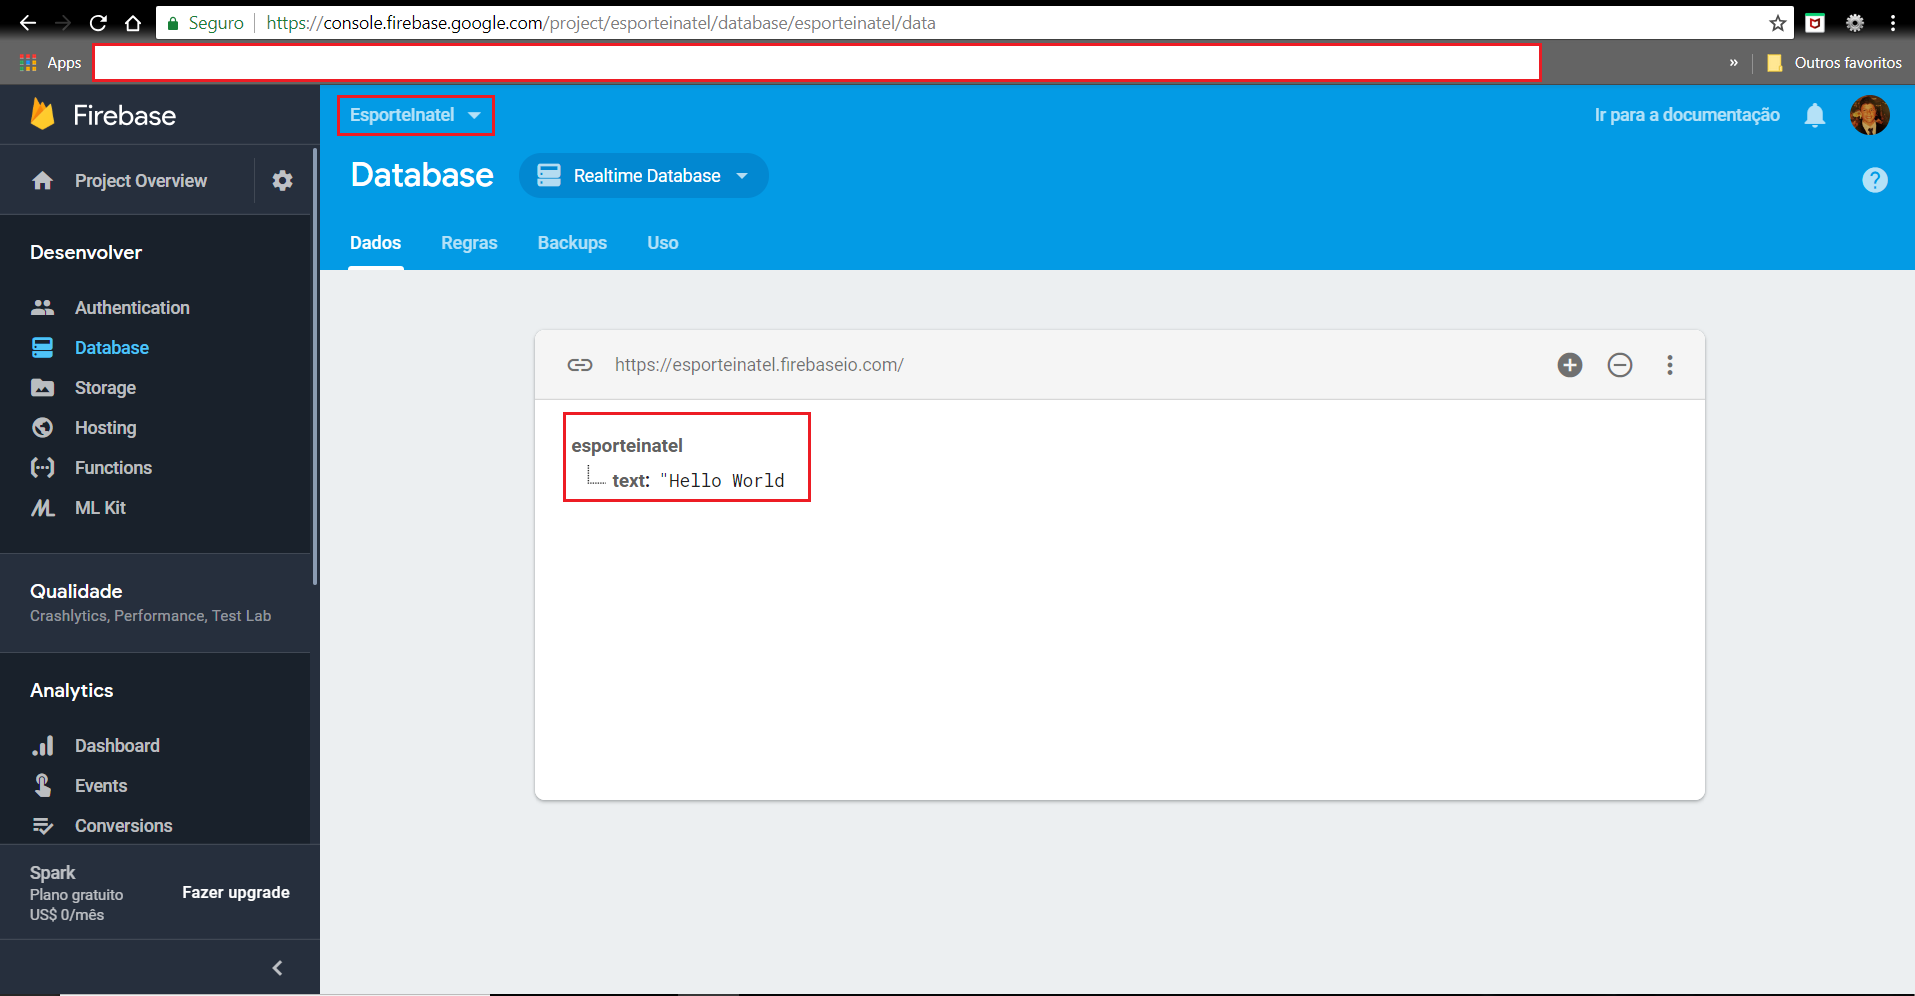 Seguro https://console.firebase.google.com/project/esporteinatel/database/esporteinatel/data
Apps » Outros favoritos
Firebase
EsporteInatel
Ir para a documentação
Project Overview
Database Realtime Database
?
Dados Regras Backups Uso
Desenvolver
Authentication
Database
Storage
Hosting
Functions
ML Kit
Qualidade
Crashlytics, Performance, Test Lab
Analytics
Dashboard
Events
Conversions
Spark
Plano gratuito
US$ 0/mês
Fazer upgrade
https://esporteinatel.firebaseio.com/
esporteinatel
text: "Hello World